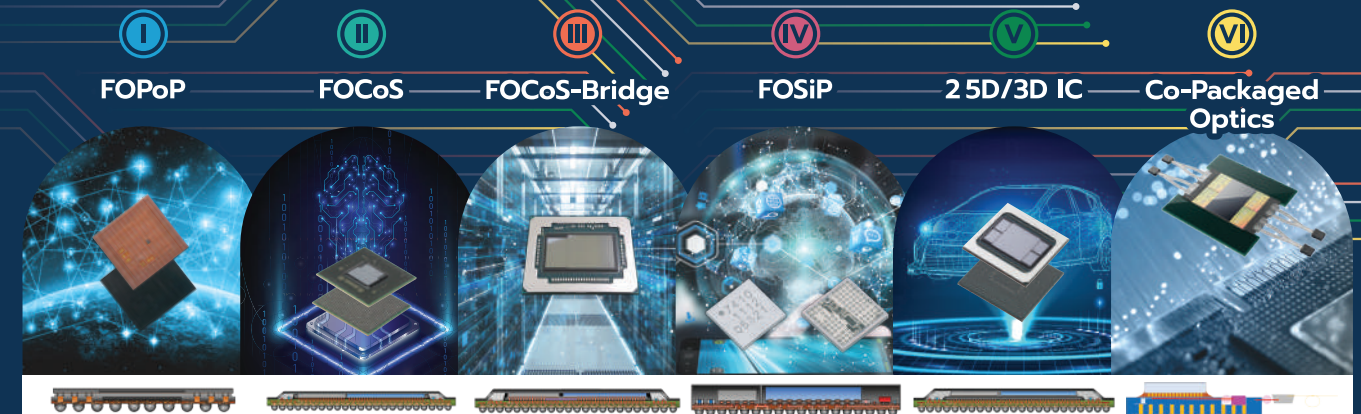 I
II
III
IV
V
VI
FOPoP
FOCoS
FOCoS-Bridge
FOSiP
2 5D/3D IC
Co-Packaged
Optics